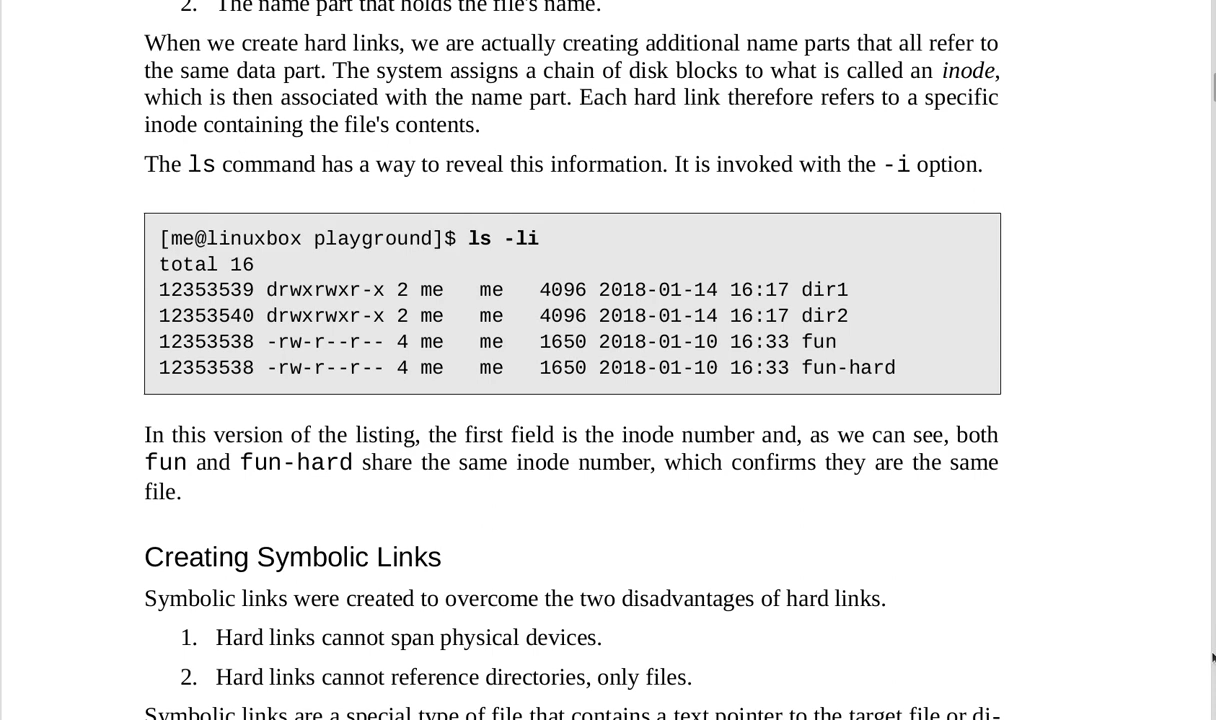 2. The name part that holds the file's name.
When we create hard links, we are actually creating additional name parts that all refer to
the same data part. The system assigns a chain of disk blocks to what is called an inode,
which is then associated with the name part. Each hard link therefore refers to a specific
inode containing the file's contents.
The ls command has a way to reveal this information. It is invoked with the -i option.
[me@linuxbox playground]$ ls -li
total 16
12353539 drwxrwxr-x 2 me   me   4096 2018-01-14 16:17 dir1
12353540 drwxrwxr-x 2 me   me   4096 2018-01-14 16:17 dir2
12353538 -rw-r--r-- 4 me   me   1650 2018-01-10 16:33 fun
12353538 -rw-r--r-- 4 me   me   1650 2018-01-10 16:33 fun-hard
In this version of the listing, the first field is the inode number and, as we can see, both
fun and fun-hard share the same inode number, which confirms they are the same
file.
Creating Symbolic Links
Symbolic links were created to overcome the two disadvantages of hard links.
1. Hard links cannot span physical devices.
2. Hard links cannot reference directories, only files.
Symbolic links are a special type of file that contains a text pointer to the target file or di-